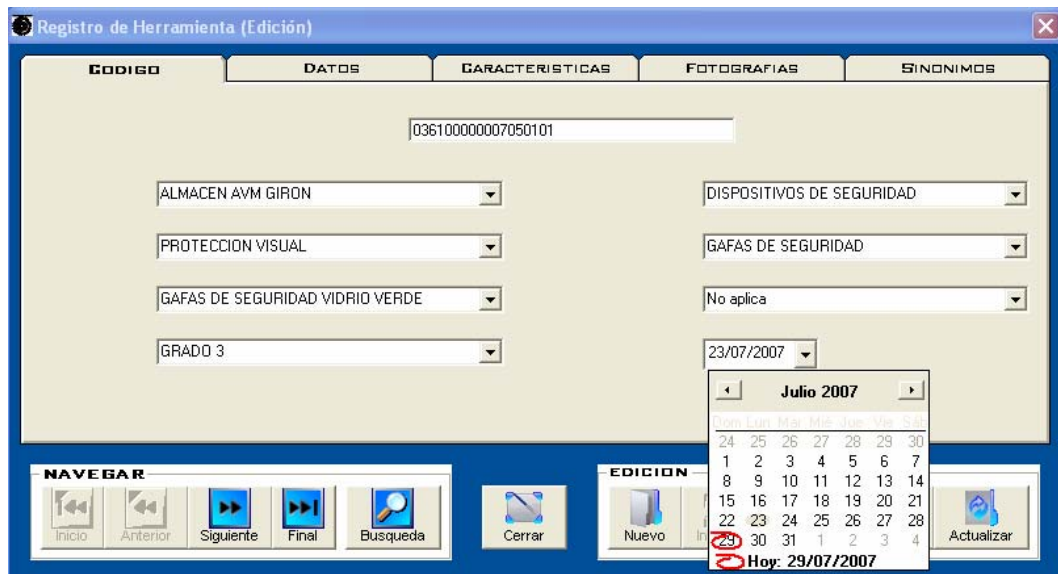 Registro de Herramienta (Edición)
CODIGO DATOS CARACTERISTICAS FOTOGRAFIAS SINONIMOS
036100000007050101
ALMACEN AVM GIRON DISPOSITIVOS DE SEGURIDAD
PROTECCION VISUAL GAFAS DE SEGURIDAD
GAFAS DE SEGURIDAD VIDRIO VERDE No aplica
GRADO 3 23/07/2007
Julio 2007
Dom Lun Mar Mié Jue Vie Sáb
24 25 26 27 28 29 30
1 2 3 4 5 6 7
8 9 10 11 12 13 14
15 16 17 18 19 20 21
22 23 24 25 26 27 28
29 30 31 1 2 3 4
Hoy: 29/07/2007
NAVEGAR
Inicio Anterior Siguiente Final Busqueda
Cerrar
EDICION
Nuevo Actualizar